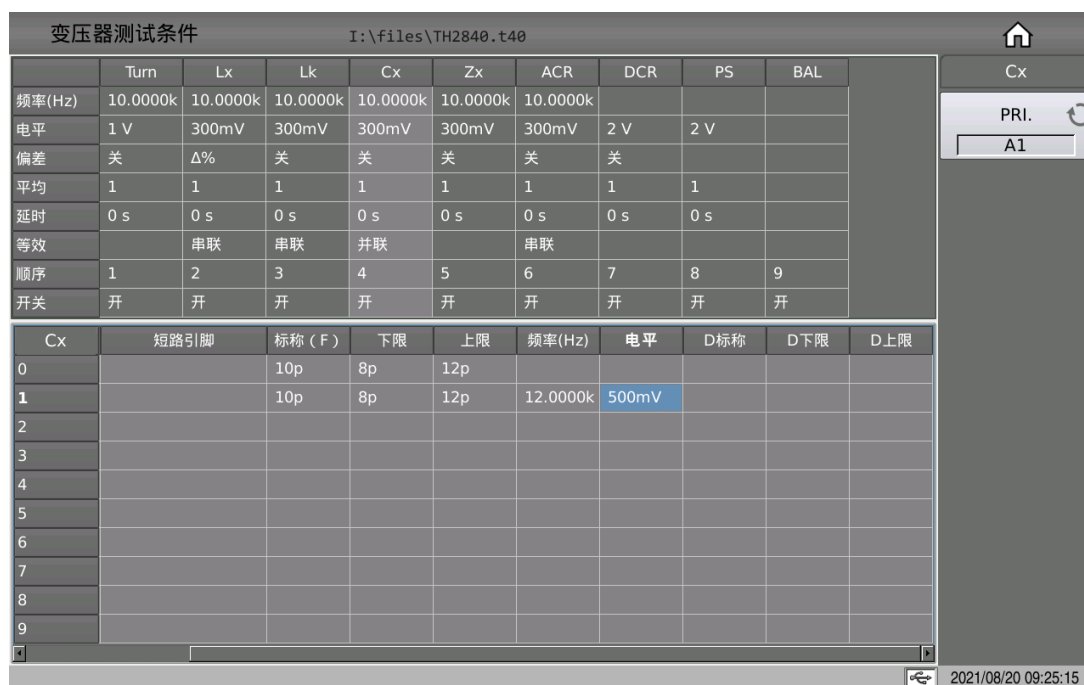 变压器测试条件 I:\files\TH2840.t40
Turn Lx Lk Cx Zx ACR DCR PS BAL
频率(Hz) 10.0000k 10.0000k 10.0000k 10.0000k 10.0000k 10.0000k
电平 1 V 300mV 300mV 300mV 300mV 300mV 2 V 2 V
偏差 关 Δ% 关 关 关 关 关
平均 1 1 1 1 1 1 1 1
延时 0 s 0 s 0 s 0 s 0 s 0 s 0 s 0 s
等效 串联 串联 并联 串联
顺序 1 2 3 4 5 6 7 8 9
开关 开 开 开 开 开 开 开 开 开
Cx 短路引脚 标称（F） 下限 上限 频率(Hz) 电平 D标称 D下限 D上限
0 10p 8p 12p
1 10p 8p 12p 12.0000k 500mV
2
3
4
5
6
7
8
9
Cx
PRI.
A1
2021/08/20 09:25:15